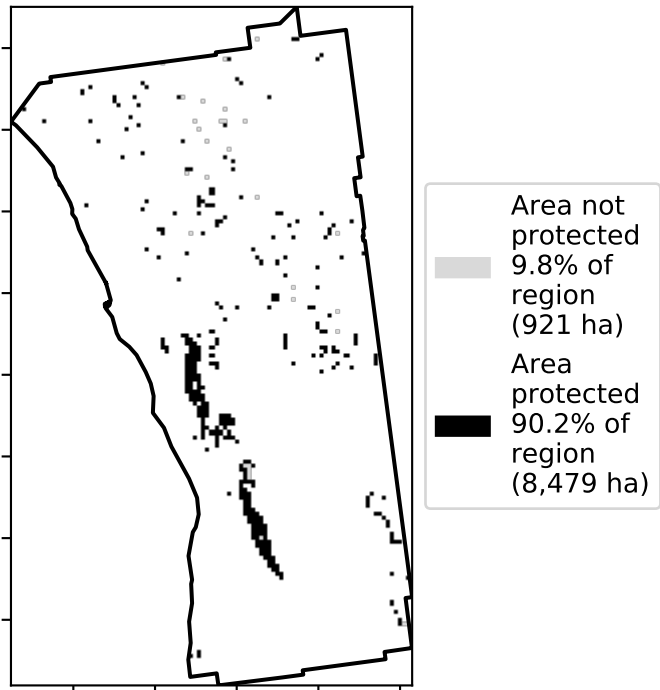 Area not
protected
9.8% of
region
(921 ha)
Area
protected
90.2% of
region
(8,479 ha)